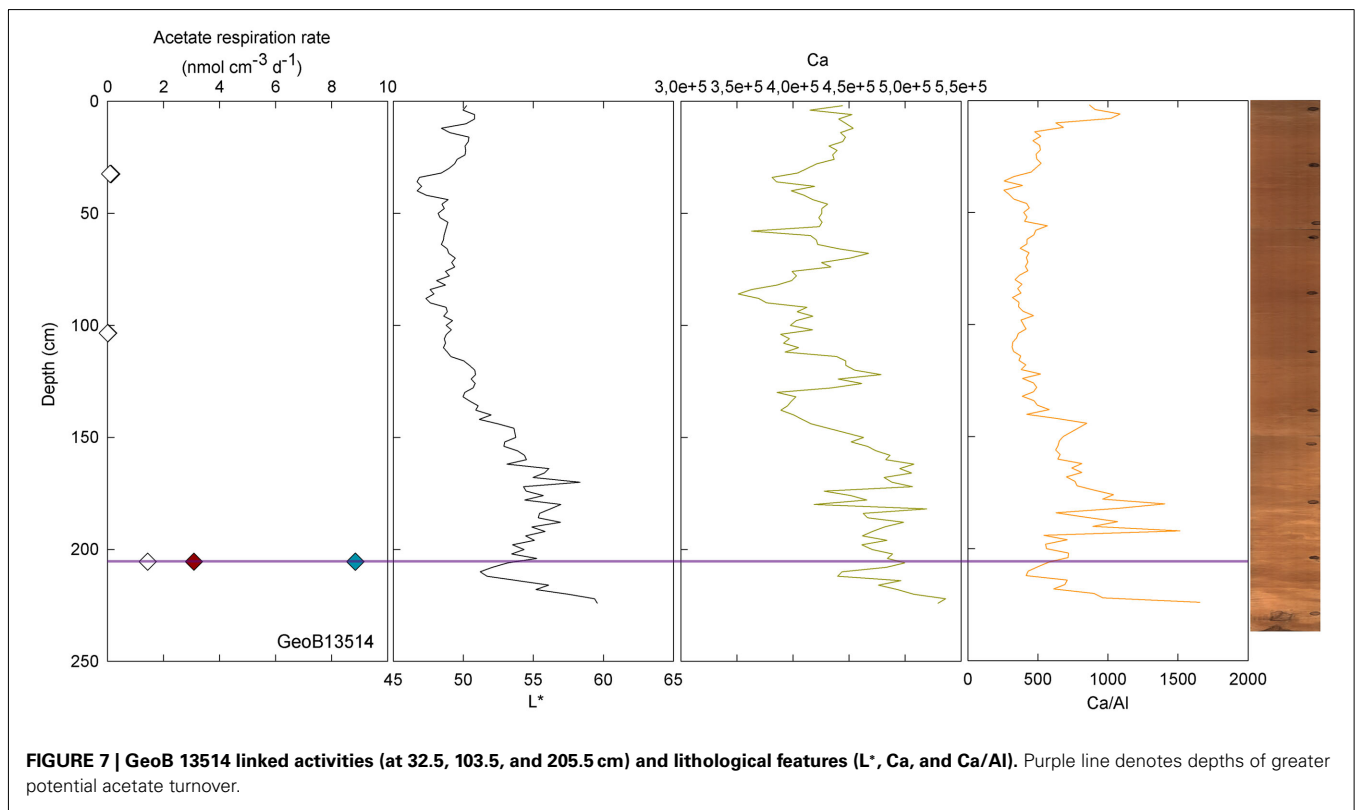 Acetate respiration rate
(nmol cm-3 d-1)
0 2 4 6 8 10
Ca
3,0e+5 3,5e+5 4,0e+5 4,5e+5 5,0e+5 5,5e+5
0
50
100
150
200
250
Depth (cm)
GeoB13514
45 50 55 60 65
L*
0 500 1000 1500 2000
Ca/Al
FIGURE 7 | GeoB 13514 linked activities (at 32.5, 103.5, and 205.5 cm) and lithological features (L*, Ca, and Ca/Al). Purple line denotes depths of greater
potential acetate turnover.